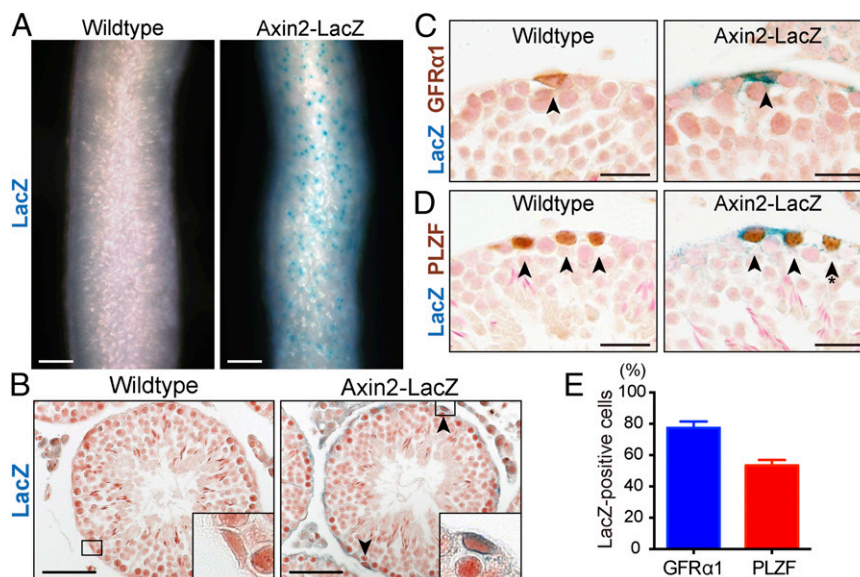 A
Wildtype Axin2-LacZ
LacZ
B
Wildtype Axin2-LacZ
LacZ
C
Wildtype Axin2-LacZ
LacZ GFRα1
D
Wildtype Axin2-LacZ
LacZ PLZF
*
E
(%)
LacZ-positive cells
100
80
60
40
20
0
GFRα1 PLZF